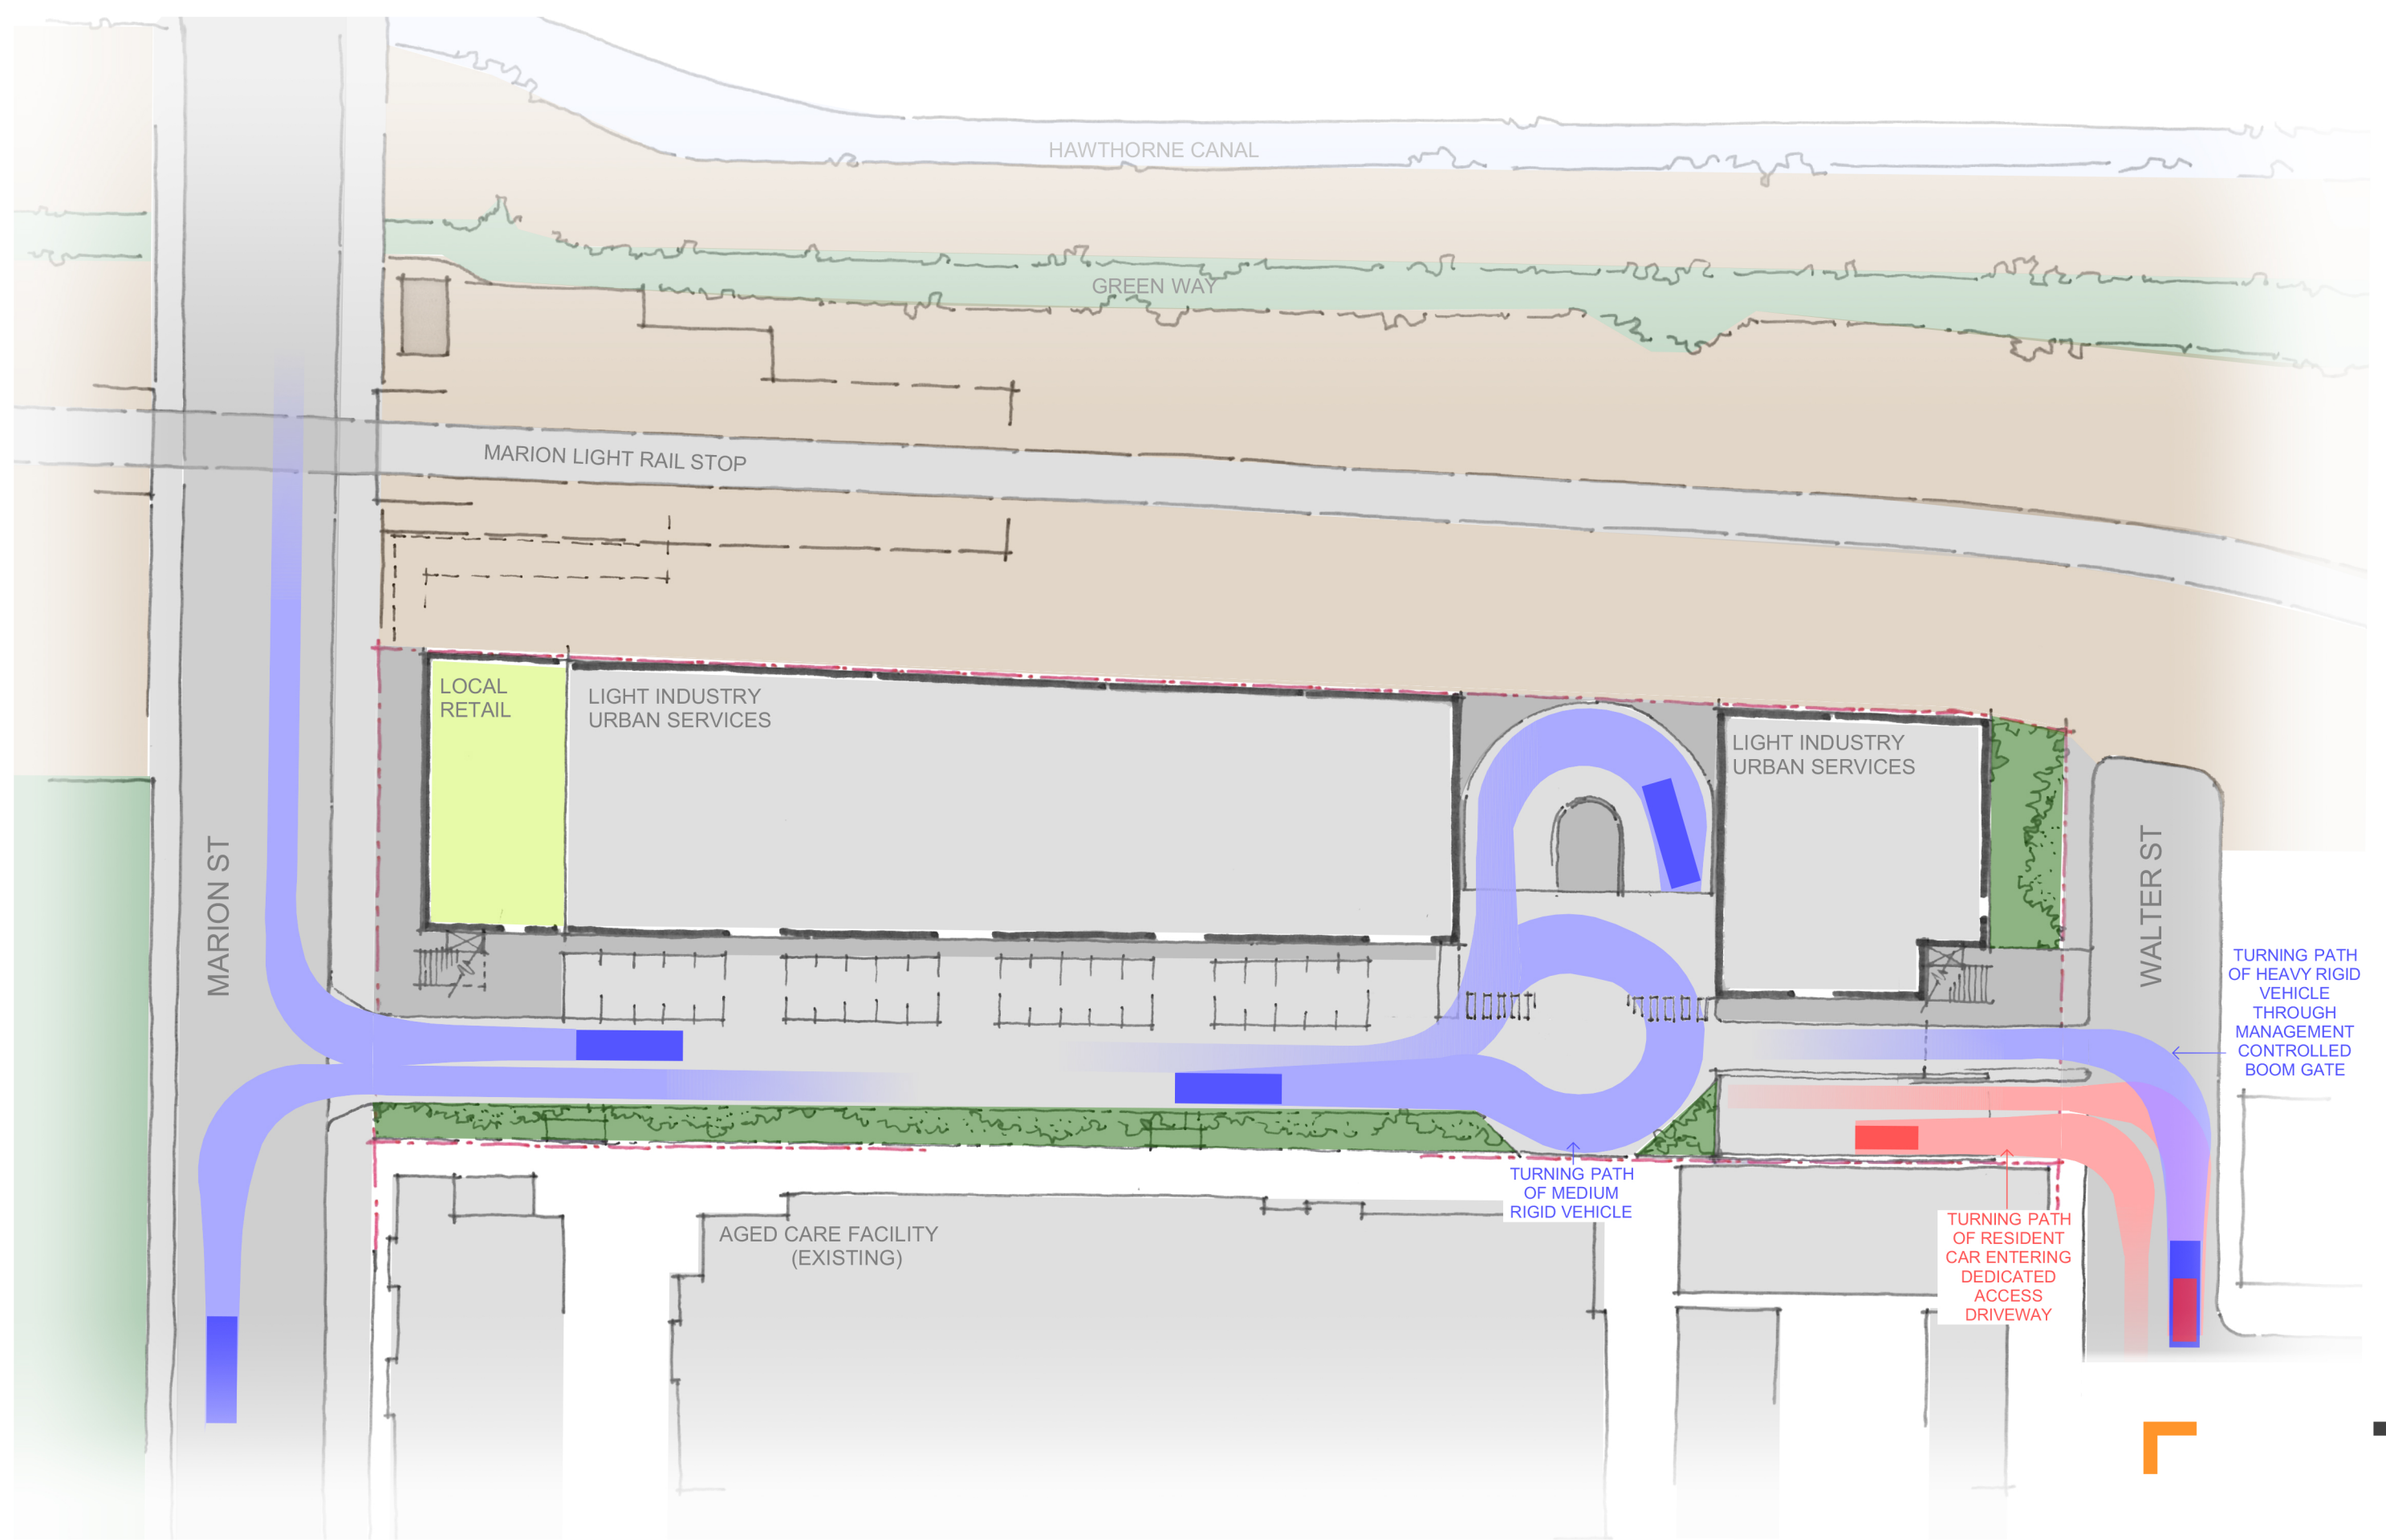 HAWTHORNE CANAL
GREEN WAY
MARION LIGHT RAIL STOP
LOCAL
RETAIL
LIGHT INDUSTRY
URBAN SERVICES
LIGHT INDUSTRY
URBAN SERVICES
MARION ST
WALTER ST
TURNING PATH
OF HEAVY RIGID
VEHICLE
THROUGH
MANAGEMENT
CONTROLLED
BOOM GATE
TURNING PATH
OF MEDIUM
RIGID VEHICLE
TURNING PATH
OF RESIDENT
CAR ENTERING
DEDICATED
ACCESS
DRIVEWAY
AGED CARE FACILITY
(EXISTING)